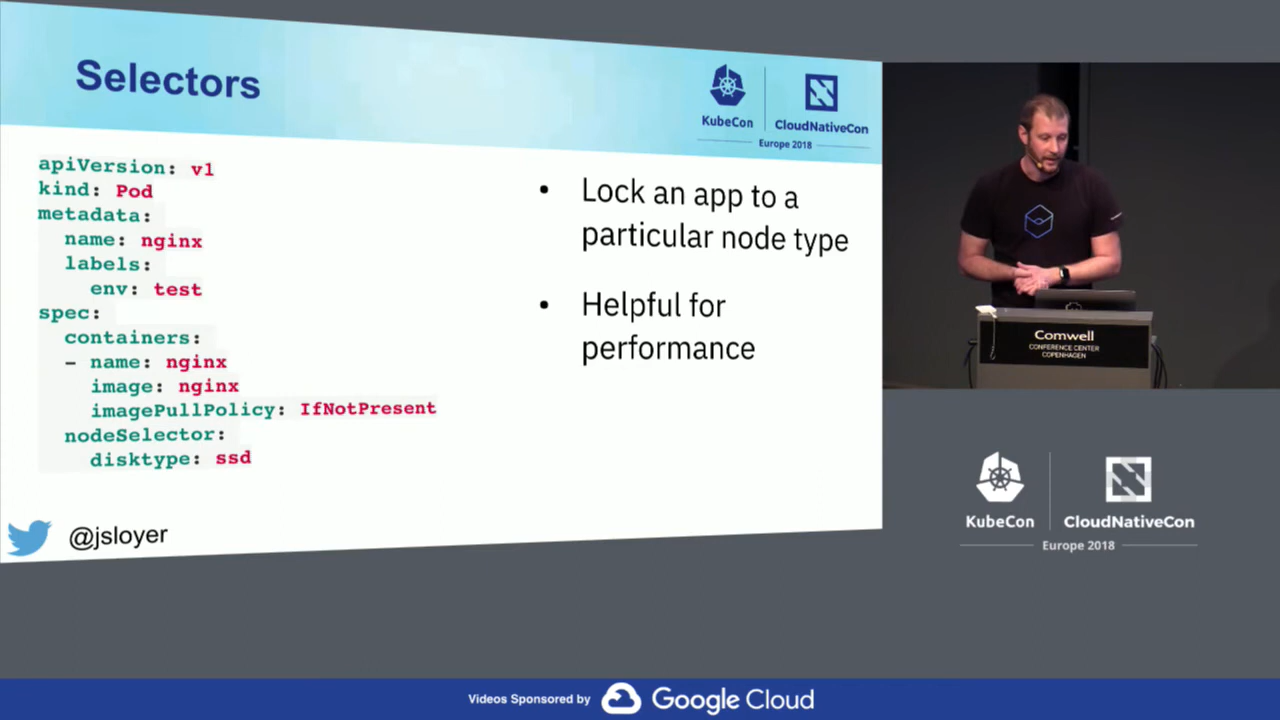 Selectors
KubeCon
CloudNativeCon
Europe 2018
apiVersion: v1
kind: Pod
metadata:
  name: nginx
  labels:
    env: test
spec:
  containers:
  - name: nginx
    image: nginx
    imagePullPolicy: IfNotPresent
  nodeSelector:
    disktype: ssd
• Lock an app to a
particular node type
• Helpful for
performance
@jsloyer
Comwell
CONFERENCE CENTER
COPENHAGEN
KubeCon
CloudNativeCon
Europe 2018
Videos Sponsored by Google Cloud